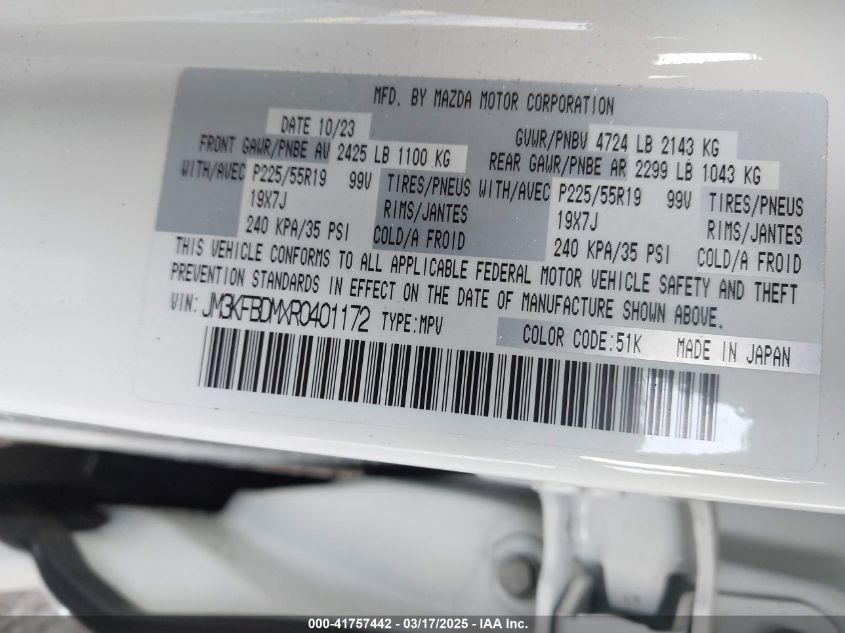 MFD. BY MAZDA MOTOR CORPORATION
DATE 10/23 GVWR/PNBV 4724 LB 2143 KG
FRONT GAWR/PNBE AV 2425 LB 1100 KG REAR GAWR/PNBE AR 2299 LB 1043 KG
WITH/AVEC P225/55R19 99V TIRES/PNEUS WITH/AVEC P225/55R19 99V TIRES/PNEUS
19X7J RIMS/JANTES 19X7J RIMS/JANTES
240 KPA/35 PSI COLD/A FROID 240 KPA/35 PSI COLD/A FROID
THIS VEHICLE CONFORMS TO ALL APPLICABLE FEDERAL MOTOR VEHICLE SAFETY AND THEFT
PREVENTION STANDARDS IN EFFECT ON THE DATE OF MANUFACTURE SHOWN ABOVE.
VIN: JM3KFBDMXR0401172 TYPE:MPV
COLOR CODE:51K MADE IN JAPAN
000-41757442 - 03/17/2025 - IAA Inc.